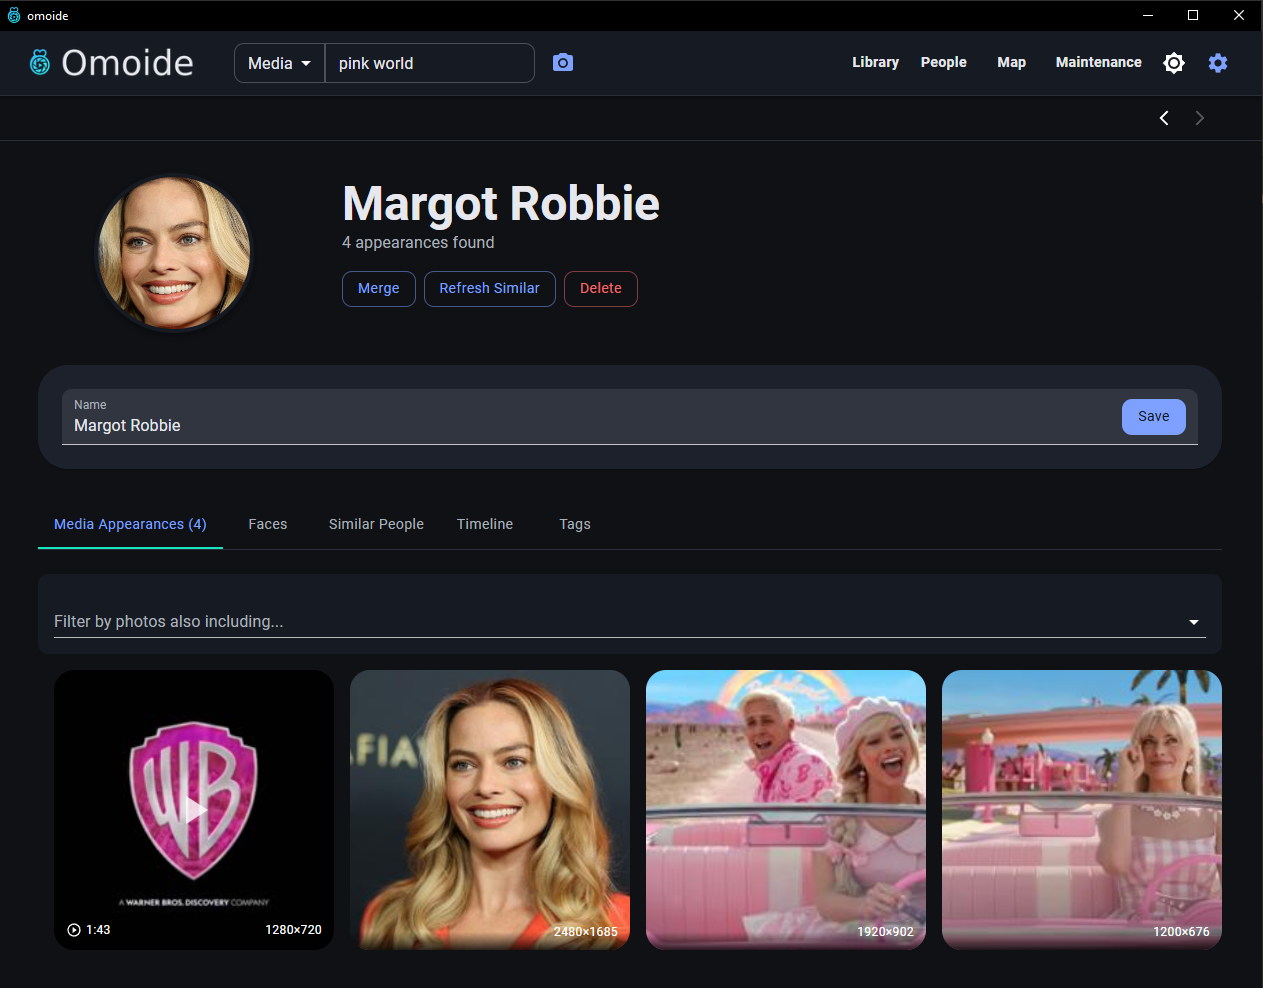 omoide
Omoide
Media
pink world
Library
People
Map
Maintenance
Margot Robbie
4 appearances found
Merge
Refresh Similar
Delete
Name
Margot Robbie
Save
Media Appearances (4)
Faces
Similar People
Timeline
Tags
Filter by photos also including...
WB
A WARNER BROS. DISCOVERY COMPANY
1:43
1280×720
FIA
2480×1685
B
1920×902
1200×676